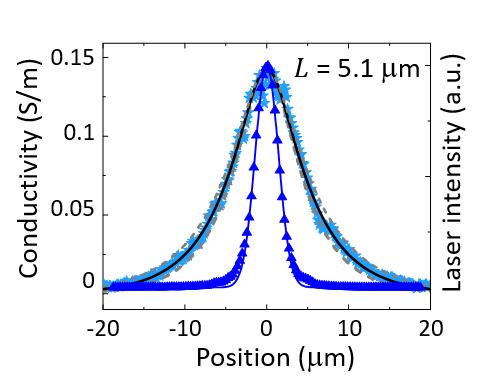 L = 5.1 μm
Conductivity (S/m)
0.15
0.1
0.05
0
Laser intensity (a.u.)
-20 -10 0 10 20
Position (μm)